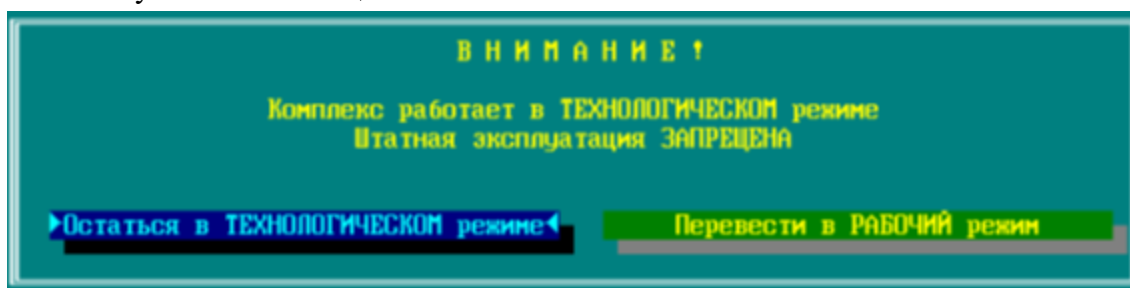 В Н И М А Н И Е !
Комплекс работает в ТЕХНОЛОГИЧЕСКОМ режиме
Штатная эксплуатация ЗАПРЕЩЕНА
Остаться в ТЕХНОЛОГИЧЕСКОМ режиме
Перевести в РАБОЧИЙ режим